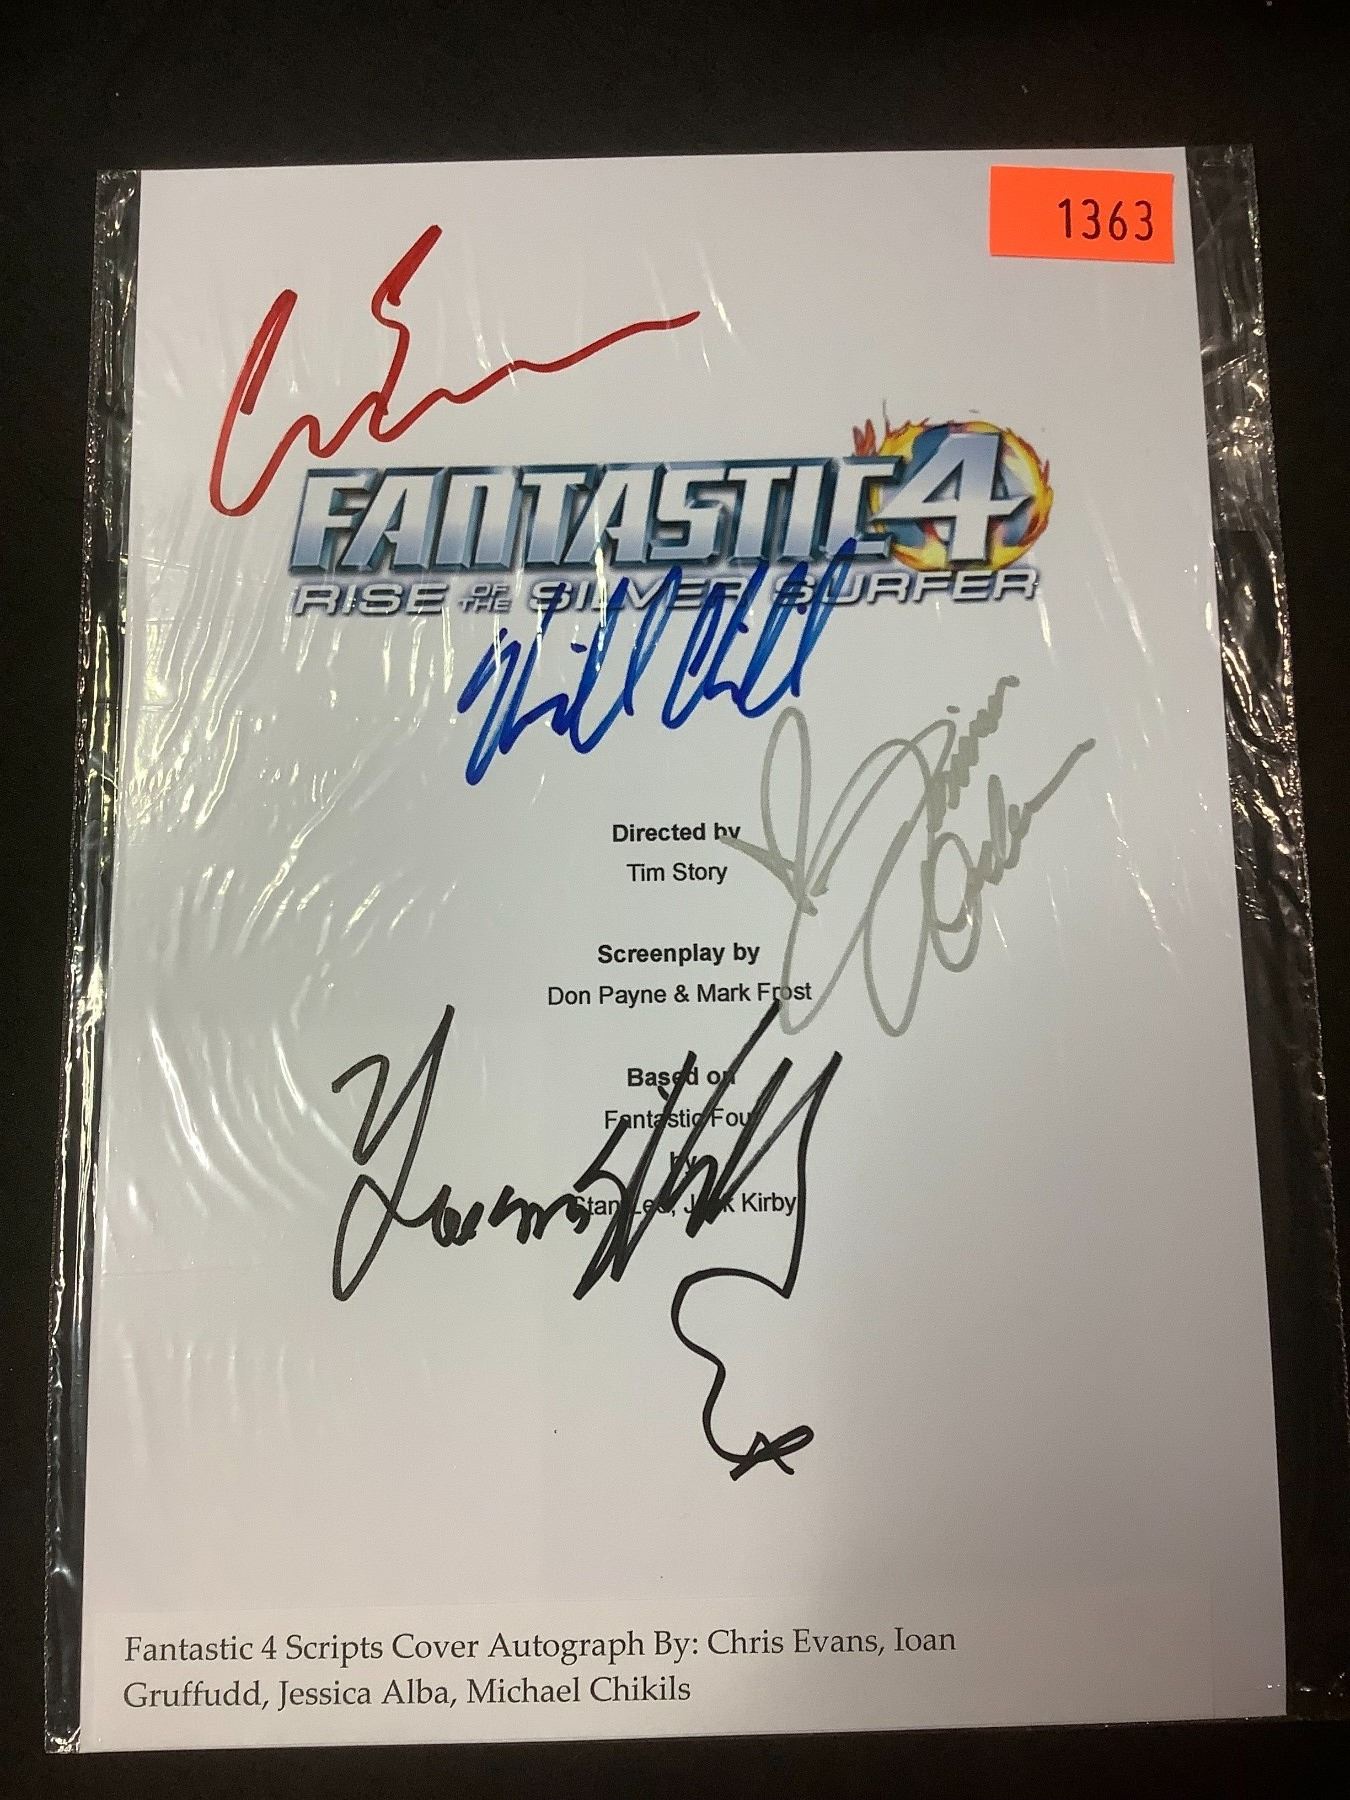 1363
FANTASTIC 4
RISE OF THE SILVER SURFER
Directed by
Tim Story
Screenplay by
Don Payne & Mark Frost
Based on
Fantastic Four
by
Stan Lee, Jack Kirby
Fantastic 4 Scripts Cover Autograph By: Chris Evans, Ioan
Gruffudd, Jessica Alba, Michael Chikils